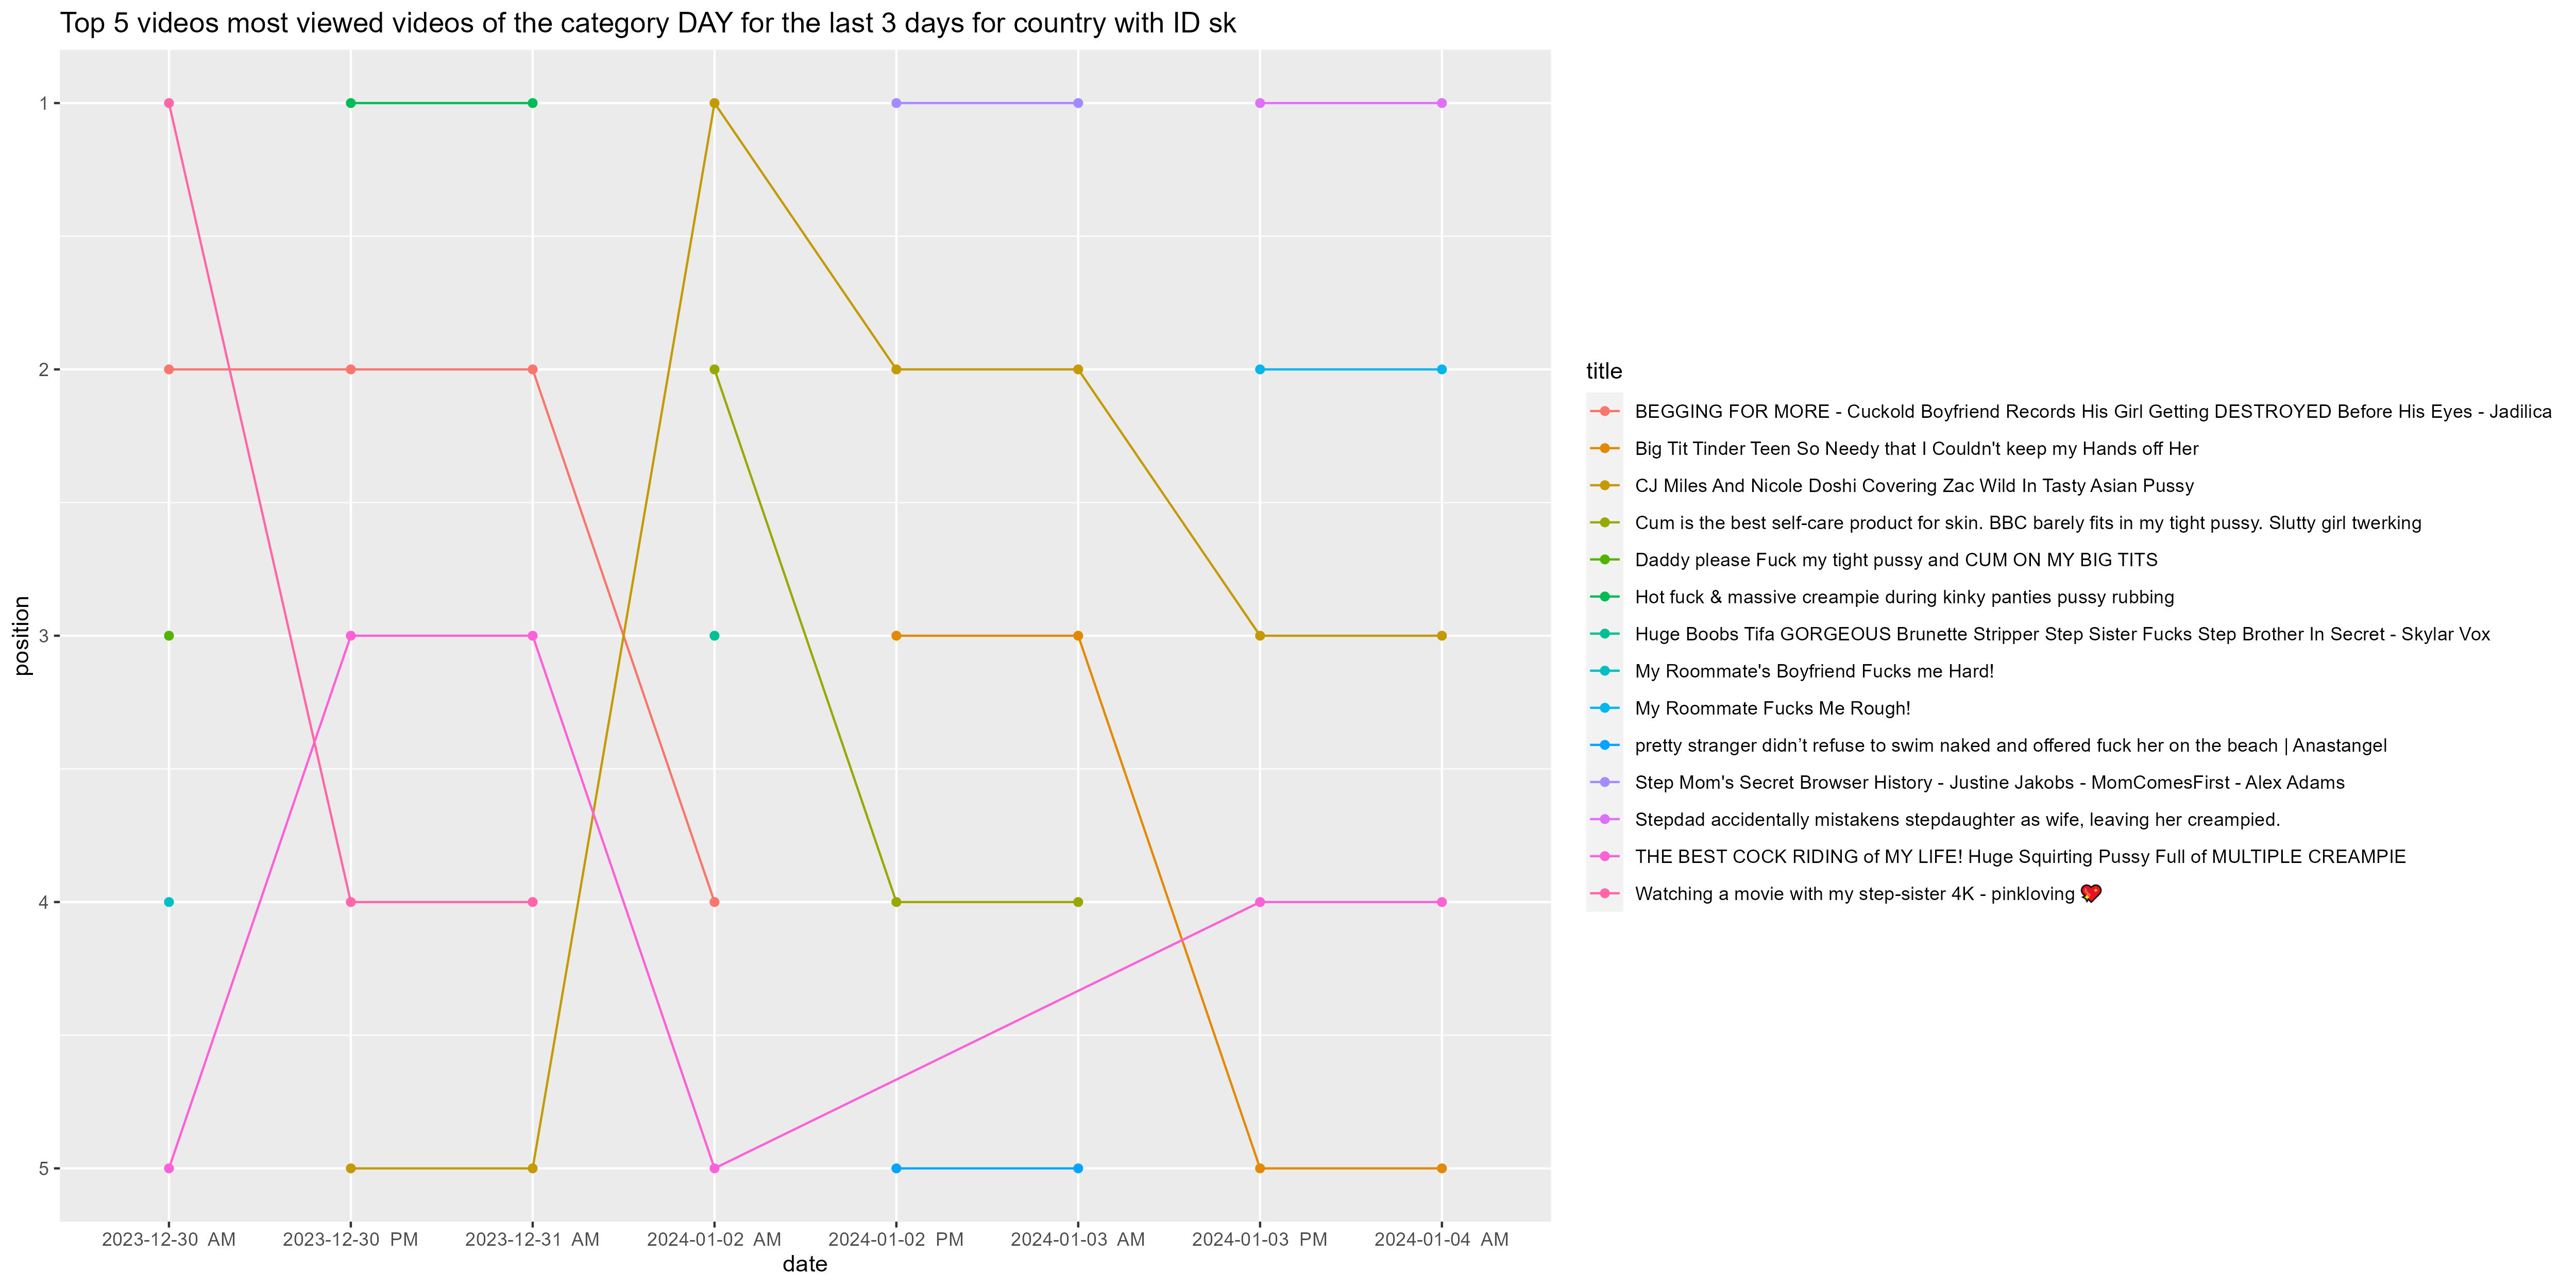 Top 5 videos most viewed videos of the category DAY for the last 3 days for country with ID sk
position
1
2
3
4
5
2023-12-30 AM
2023-12-30 PM
2023-12-31 AM
2024-01-02 AM
2024-01-02 PM
2024-01-03 AM
2024-01-03 PM
2024-01-04 AM
date
title
BEGGING FOR MORE - Cuckold Boyfriend Records His Girl Getting DESTROYED Before His Eyes - Jadilica
Big Tit Tinder Teen So Needy that I Couldn't keep my Hands off Her
CJ Miles And Nicole Doshi Covering Zac Wild In Tasty Asian Pussy
Cum is the best self-care product for skin. BBC barely fits in my tight pussy. Slutty girl twerking
Daddy please Fuck my tight pussy and CUM ON MY BIG TITS
Hot fuck & massive creampie during kinky panties pussy rubbing
Huge Boobs Tifa GORGEOUS Brunette Stripper Step Sister Fucks Step Brother In Secret - Skylar Vox
My Roommate's Boyfriend Fucks me Hard!
My Roommate Fucks Me Rough!
pretty stranger didn’t refuse to swim naked and offered fuck her on the beach | Anastangel
Step Mom's Secret Browser History - Justine Jakobs - MomComesFirst - Alex Adams
Stepdad accidentally mistakens stepdaughter as wife, leaving her creampied.
THE BEST COCK RIDING of MY LIFE! Huge Squirting Pussy Full of MULTIPLE CREAMPIE
Watching a movie with my step-sister 4K - pinkloving 💖